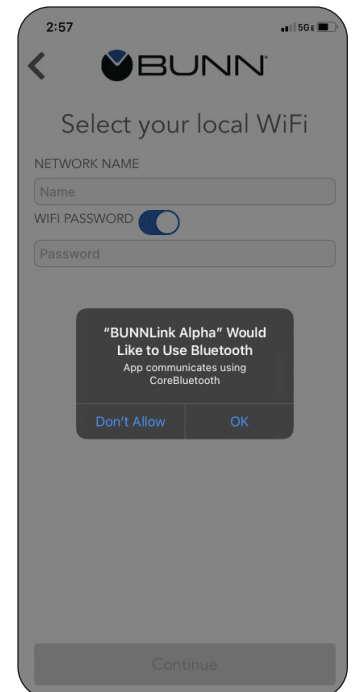 2:57
5GE
BUNN
Select your local WiFi
NETWORK NAME
Name
WIFI PASSWORD
Password
“BUNNLink Alpha” Would
Like to Use Bluetooth
App communicates using
CoreBluetooth
Don't Allow OK
Continue